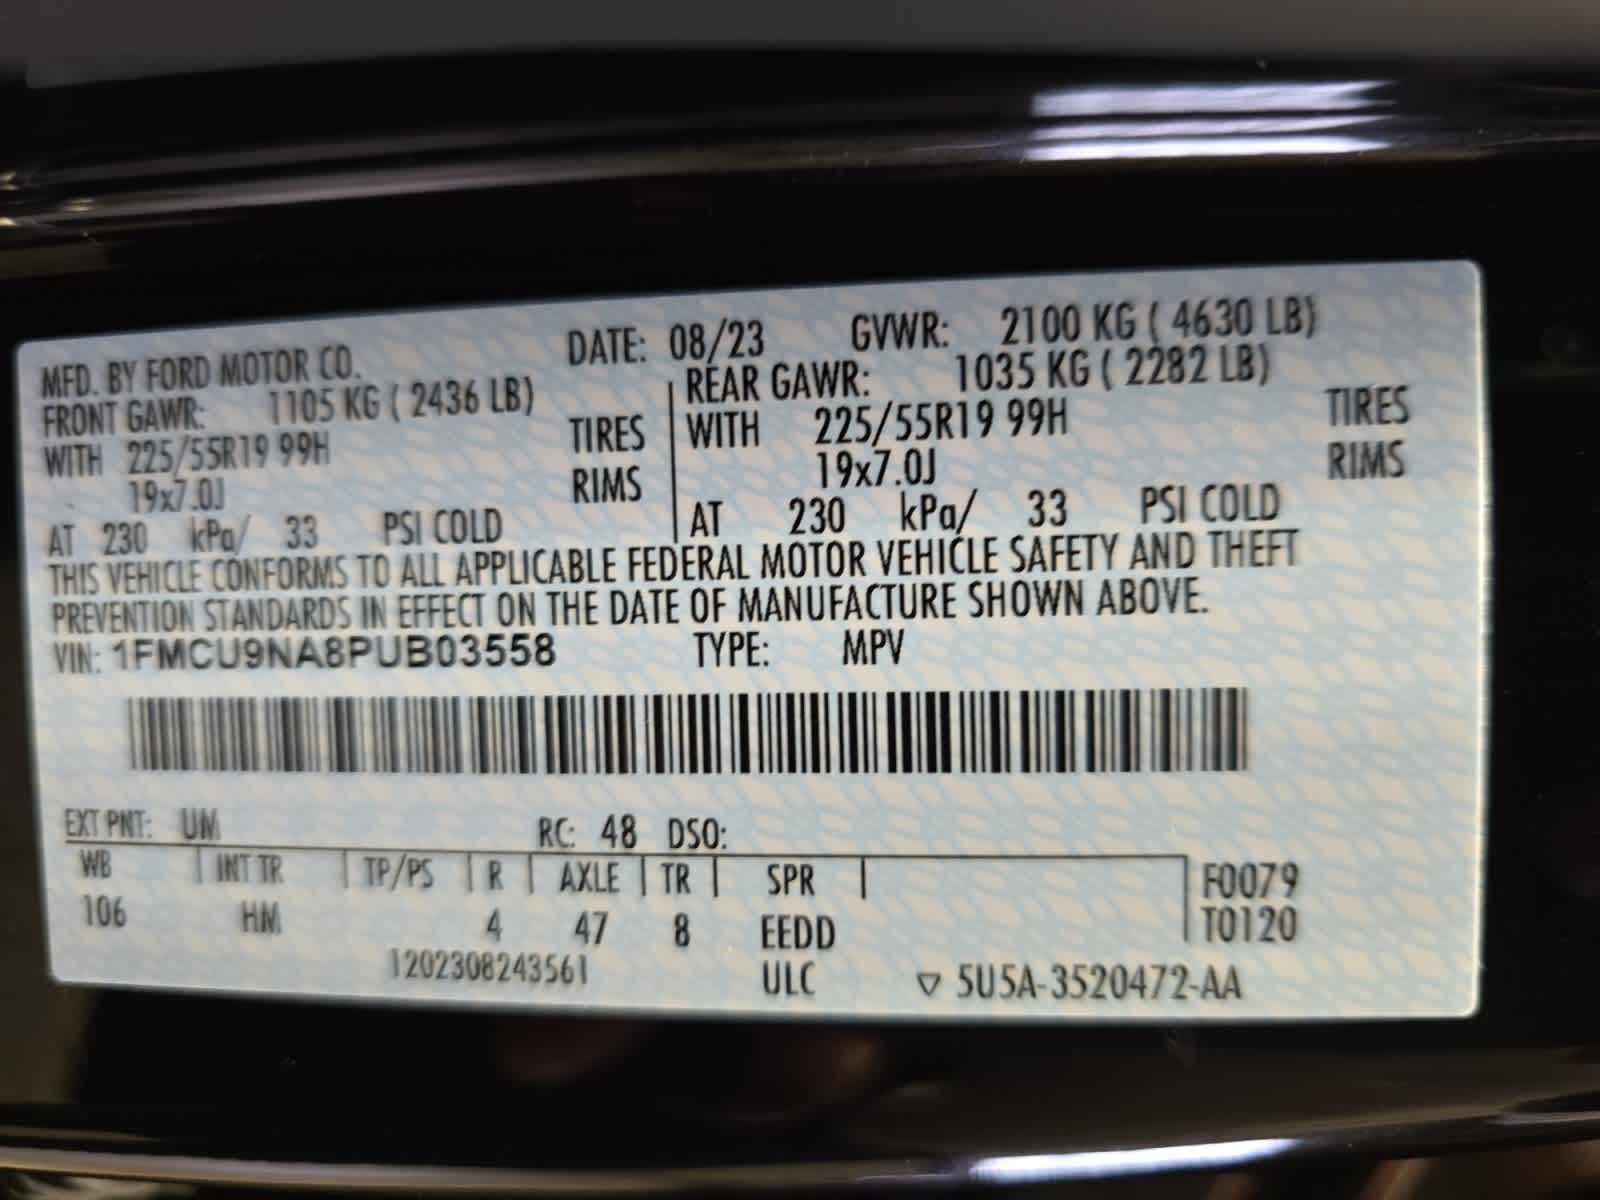 MFD. BY FORD MOTOR CO. DATE: 08/23 GVWR: 2100 KG ( 4630 LB)
FRONT GAWR: 1105 KG ( 2436 LB) REAR GAWR: 1035 KG ( 2282 LB)
WITH 225/55R19 99H TIRES WITH 225/55R19 99H TIRES
19x7.0J RIMS 19x7.0J RIMS
AT 230 kPa/ 33 PSI COLD AT 230 kPa/ 33 PSI COLD
THIS VEHICLE CONFORMS TO ALL APPLICABLE FEDERAL MOTOR VEHICLE SAFETY AND THEFT
PREVENTION STANDARDS IN EFFECT ON THE DATE OF MANUFACTURE SHOWN ABOVE.
VIN: 1FMCU9NA8PUB03558 TYPE: MPV
EXT PNT: UM RC: 48 DSO:
WB INT TR TP/PS R AXLE TR SPR F0079
106 HM 4 47 8 EEDD T0120
1202308243561 ULC ▽ 5U5A-3520472-AA